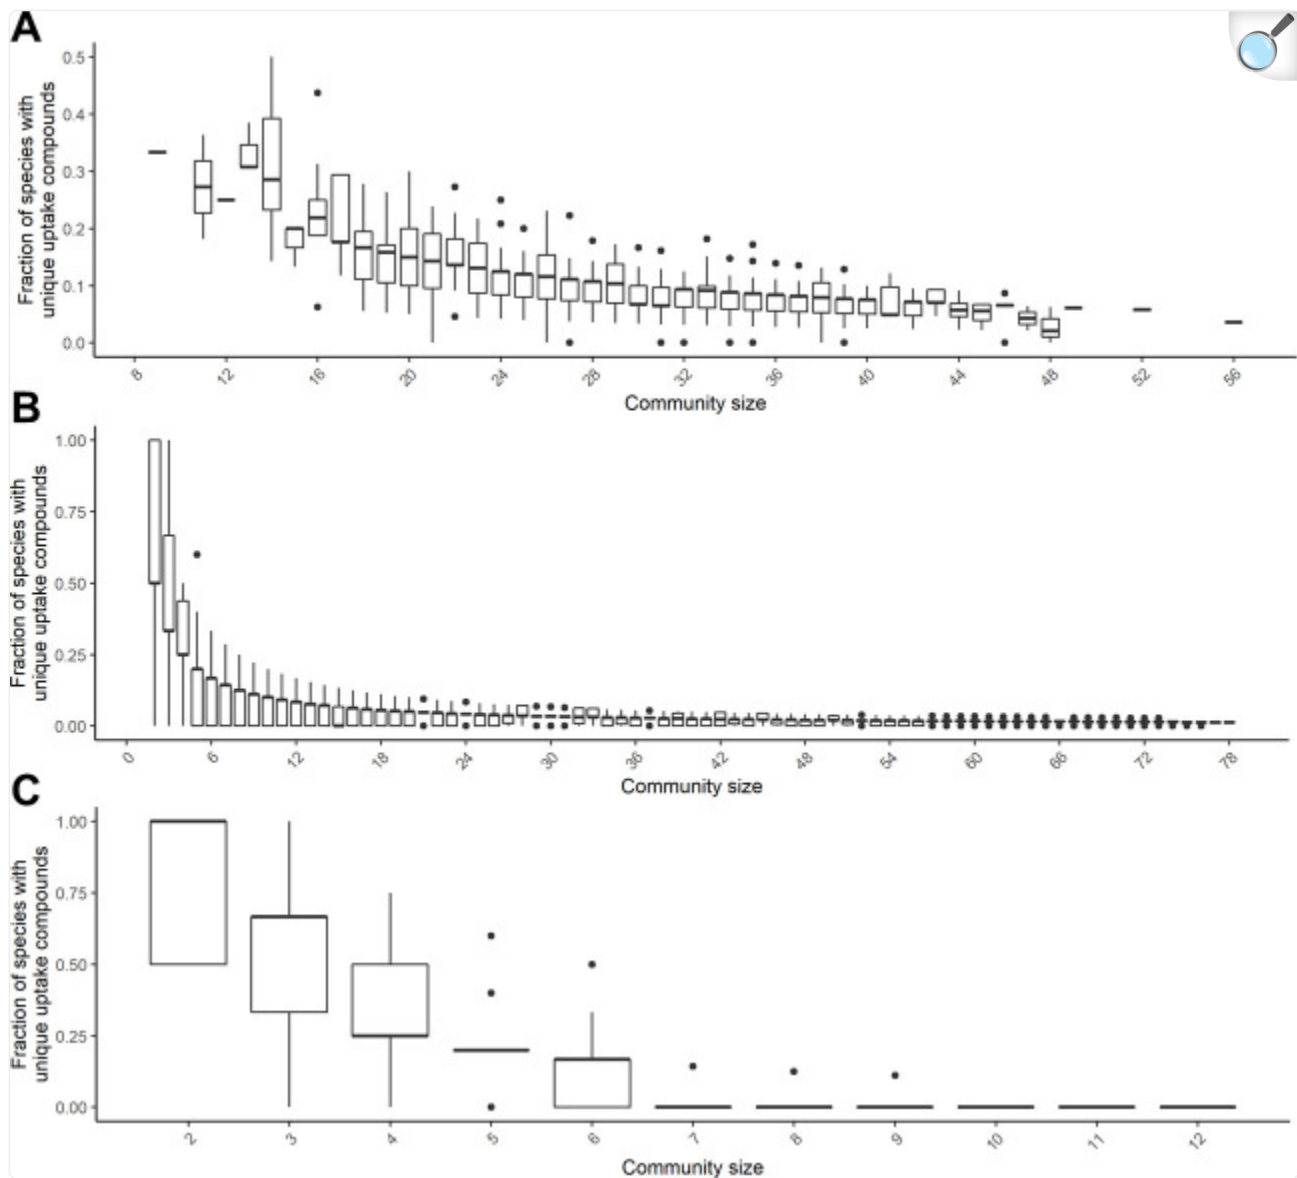 A
Fraction of species with
unique uptake compounds
0.5
0.4
0.3
0.2
0.1
0.0
8 12 16 20 24 28 32 36 40 44 48 52 56
Community size
B
Fraction of species with
unique uptake compounds
1.00
0.75
0.50
0.25
0.00
0 6 12 18 24 30 36 42 48 54 60 66 72 78
Community size
C
Fraction of species with
unique uptake compounds
1.00
0.75
0.50
0.25
0.00
2 3 4 5 6 7 8 9 10 11 12
Community size